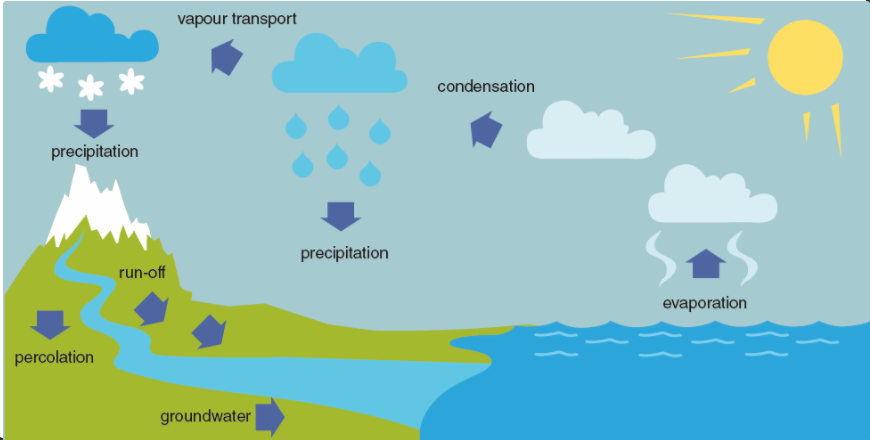 vapour transport
condensation
precipitation
precipitation
run-off
evaporation
percolation
groundwater